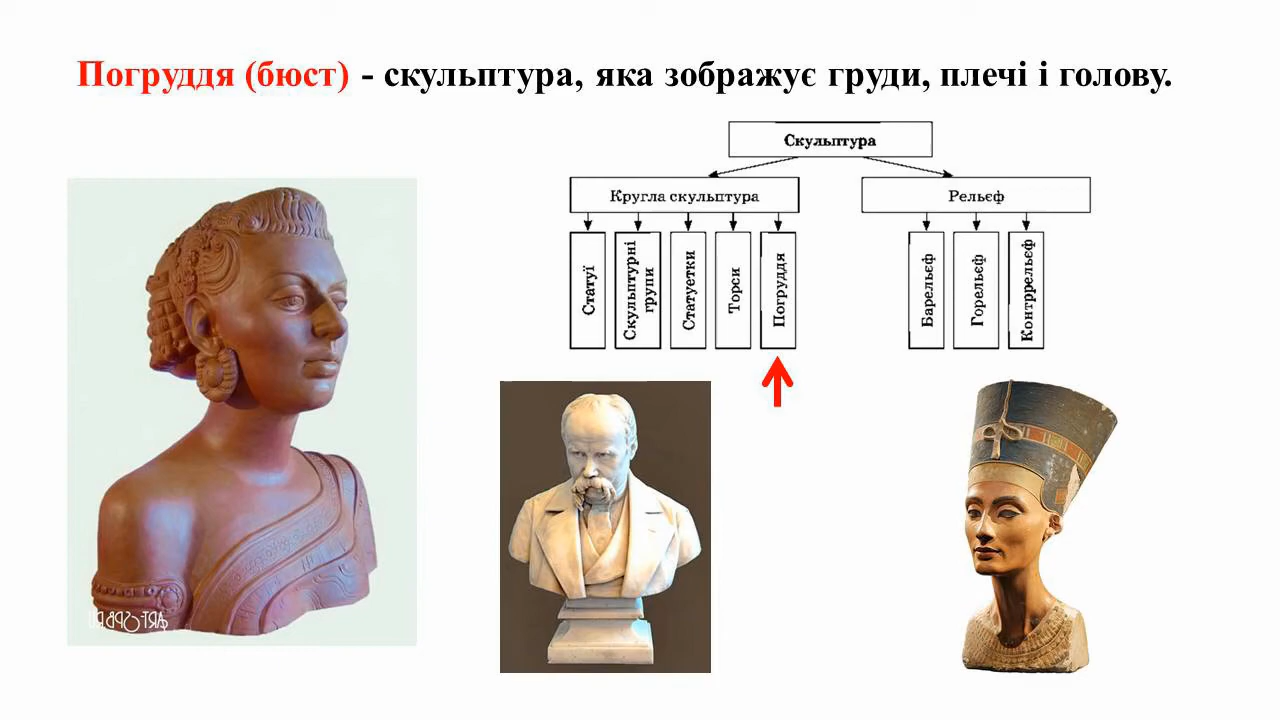 Погруддя (бюст) - скульптура, яка зображує груди, плечі і голову.
Скульптура
Кругла скульптура
Рельєф
Статуї
Скульптурні
групи
Статуетки
Торси
Погруддя
Барельєф
Горельєф
Контррельєф